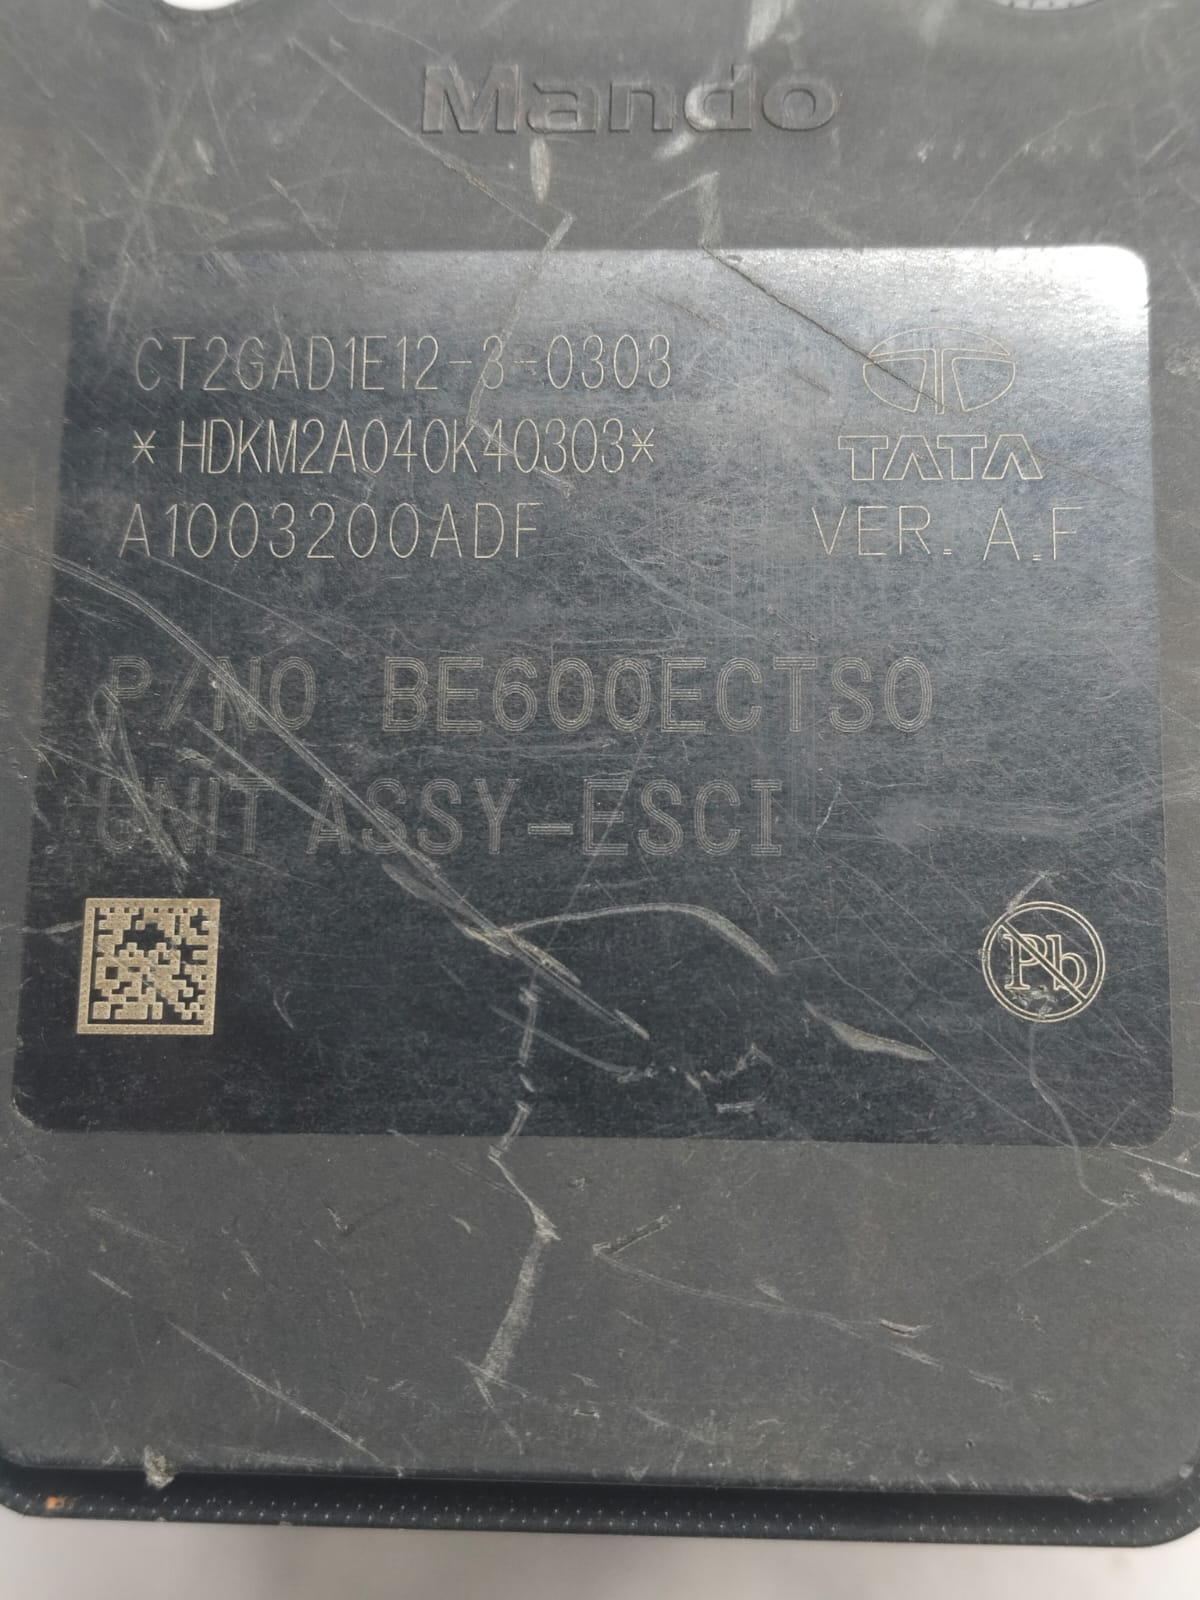 Mando
CT2GAD1E12-3-0303
*HDKM2A040K40303*
A1003200ADF
TATA
VER. A.F
P/NO BE600ECTS0
UNIT ASSY-ESCI
Pb